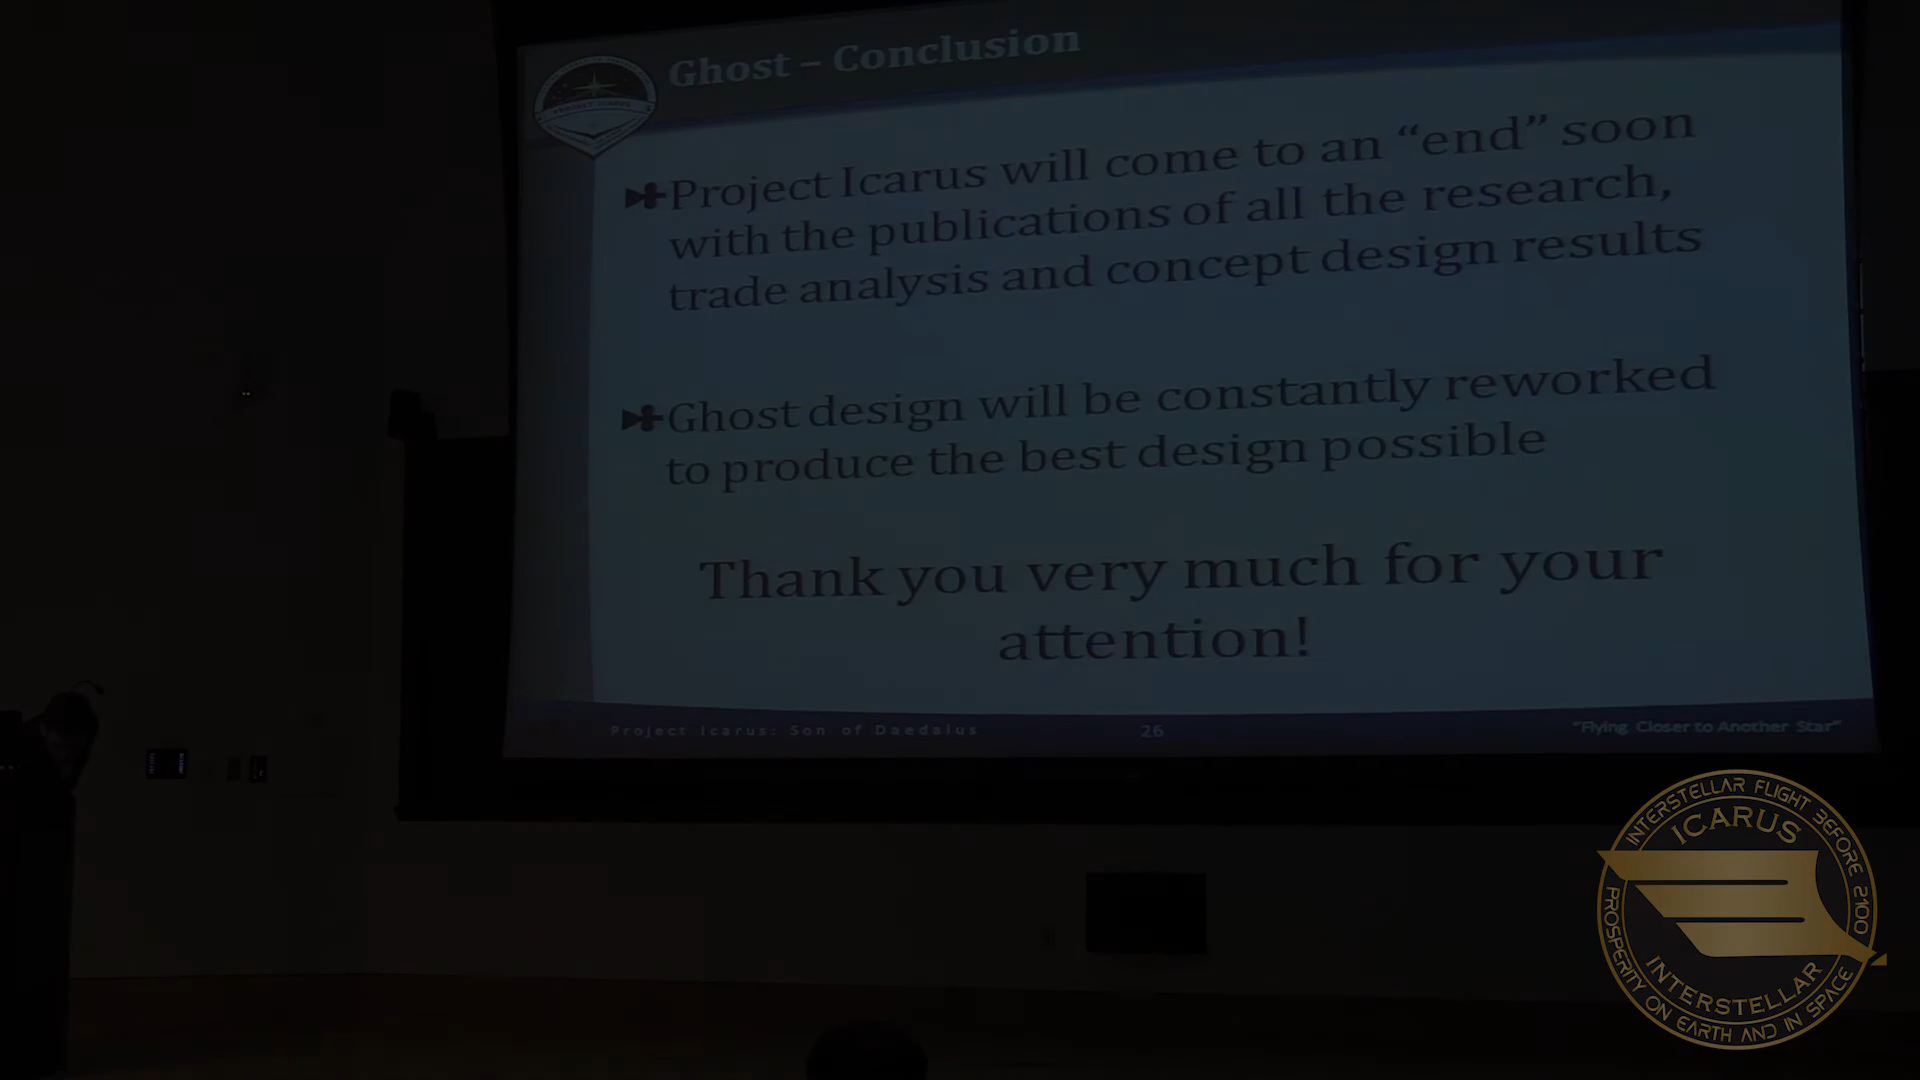 Ghost – Conclusion
PROJECT ICARUS
Project Icarus will come to an “end” soon
with the publications of all the research,
trade analysis and concept design results
Ghost design will be constantly reworked
to produce the best design possible
Thank you very much for your
attention!
Project Icarus: Son of Daedalus
26
“Flying Closer to Another Star”
INTERSTELLAR FLIGHT BEFORE 2100
ICARUS
INTERSTELLAR
PROSPERITY ON EARTH AND IN SPACE